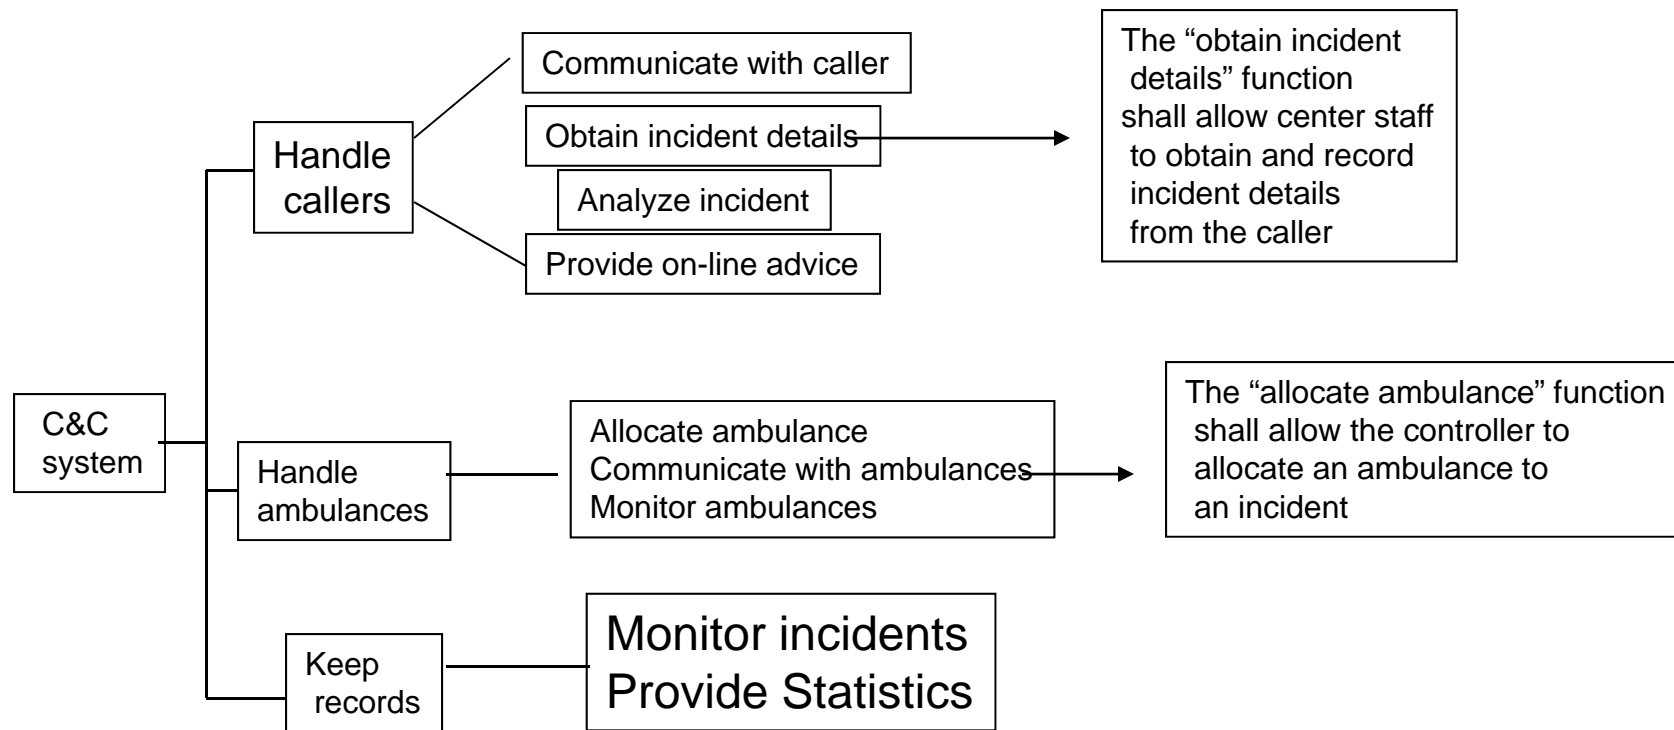 Communicate with caller
Obtain incident details
Analyze incident
Provide on-line advice
Handle
callers
The “obtain incident
details” function
shall allow center staff
to obtain and record
incident details
from the caller
C&C
system
Handle
ambulances
Allocate ambulance
Communicate with ambulances
Monitor ambulances
The “allocate ambulance” function
shall allow the controller to
allocate an ambulance to
an incident
Keep
records
Monitor incidents
Provide Statistics